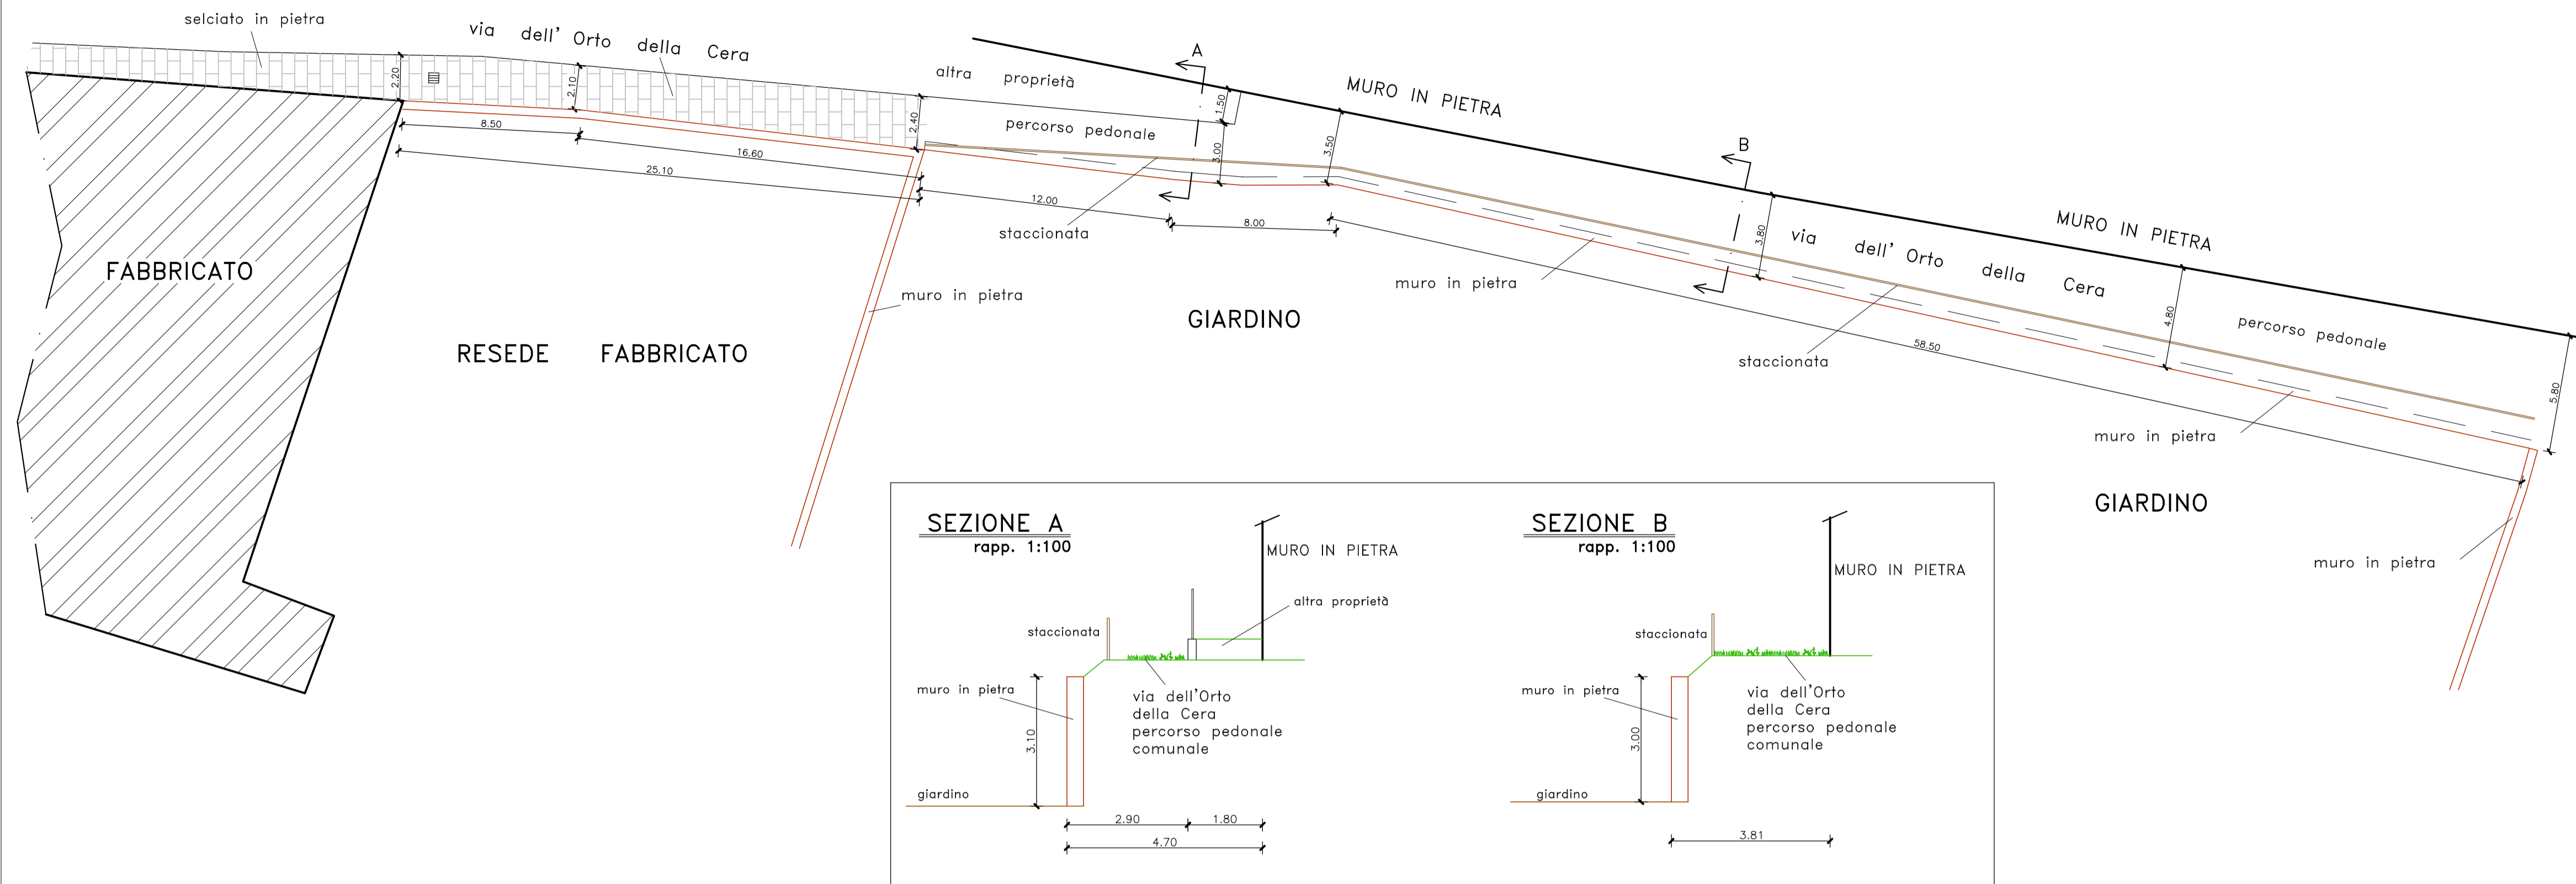 selciato in pietra
via dell' Orto della Cera
2.20
2.10
2.40
8.50
16.60
25.10
altra proprietà
percorso pedonale
A
1.50
3.00
3.50
MURO IN PIETRA
B
MURO IN PIETRA
12.00
8.00
staccionata
3.80
via dell' Orto della Cera
4.80
percorso pedonale
5.80
58.50
FABBRICATO
RESEDE FABBRICATO
muro in pietra
GIARDINO
muro in pietra
staccionata
muro in pietra
GIARDINO
muro in pietra
SEZIONE A
rapp. 1:100
MURO IN PIETRA
altra proprietà
staccionata
muro in pietra
via dell'Orto
della Cera
percorso pedonale
comunale
3.10
giardino
2.90
1.80
4.70
SEZIONE B
rapp. 1:100
MURO IN PIETRA
staccionata
muro in pietra
via dell'Orto
della Cera
percorso pedonale
comunale
3.00
giardino
3.81